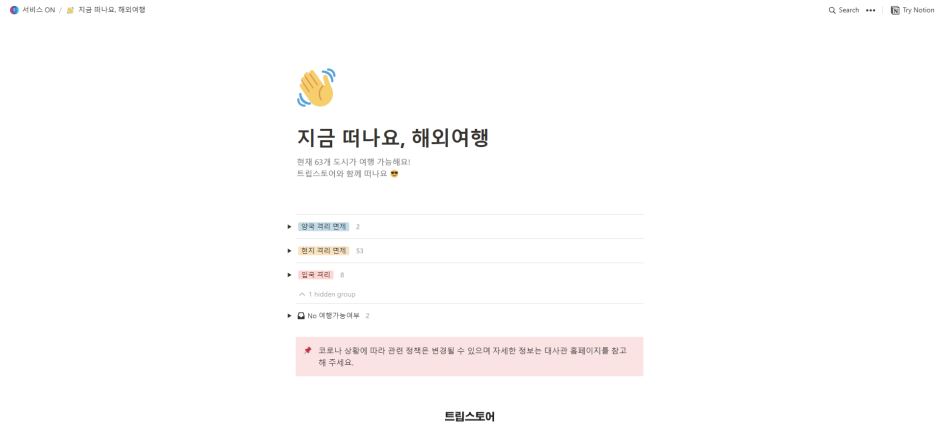 서비스 ON / 지금 떠나요, 해외여행
Search
Try Notion
지금 떠나요, 해외여행
현재 63개 도시가 여행 가능해요!
트립스토어와 함께 떠나요
양국 격리 면제 2
현지 격리 면제 53
입국 격리 8
1 hidden group
No 여행가능여부 2
코로나 상황에 따라 관련 정책은 변경될 수 있으며 자세한 정보는 대사관 홈페이지를 참고
해 주세요.
트립스토어